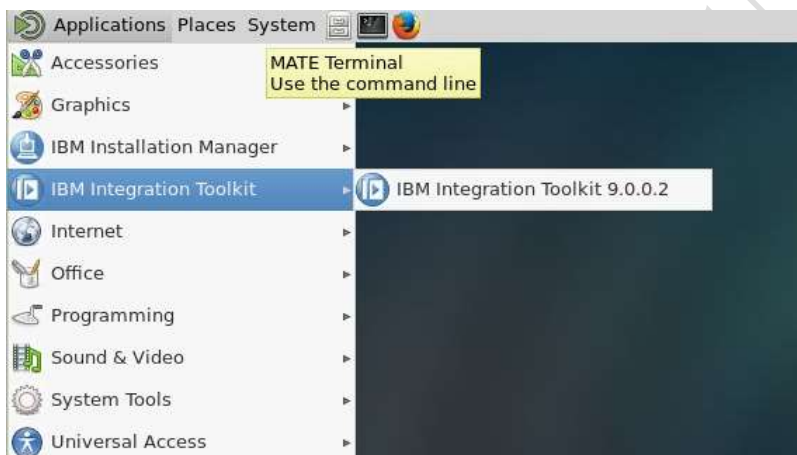 Applications Places System
Accessories
MATE Terminal
Use the command line
Graphics
IBM Installation Manager
IBM Integration Toolkit
IBM Integration Toolkit 9.0.0.2
Internet
Office
Programming
Sound & Video
System Tools
Universal Access